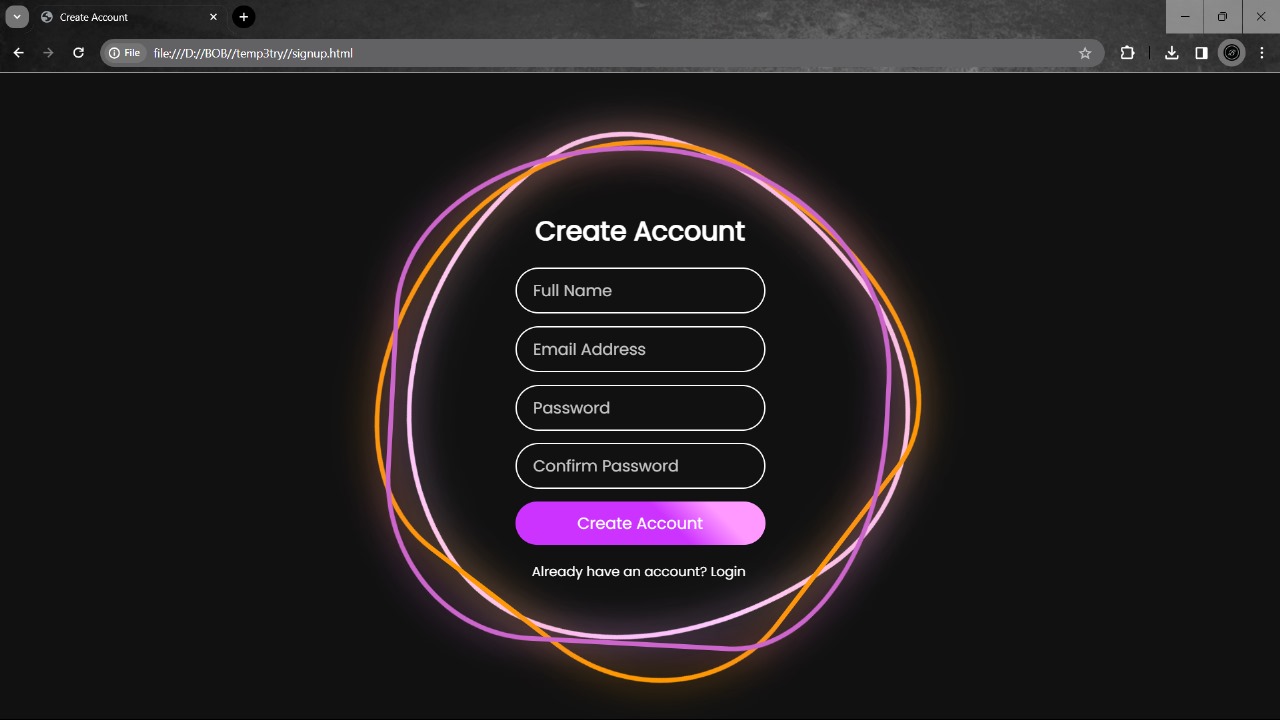 Create Account
File file:///D://BOB//temp3try//signup.html
Create Account
Full Name
Email Address
Password
Confirm Password
Create Account
Already have an account? Login